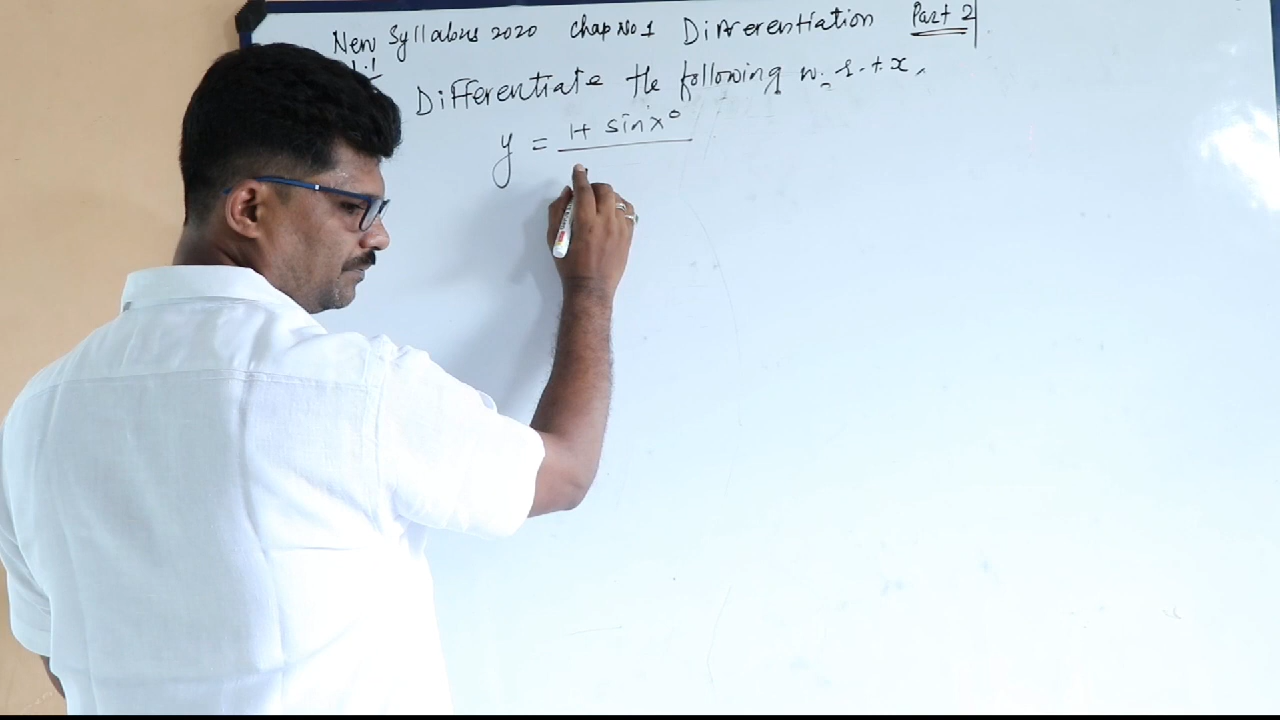 New Syllabus 2020 Chap No 1 Differentiation Part 2
Differentiate the following w.r.t x.
y = 1+ sin x°